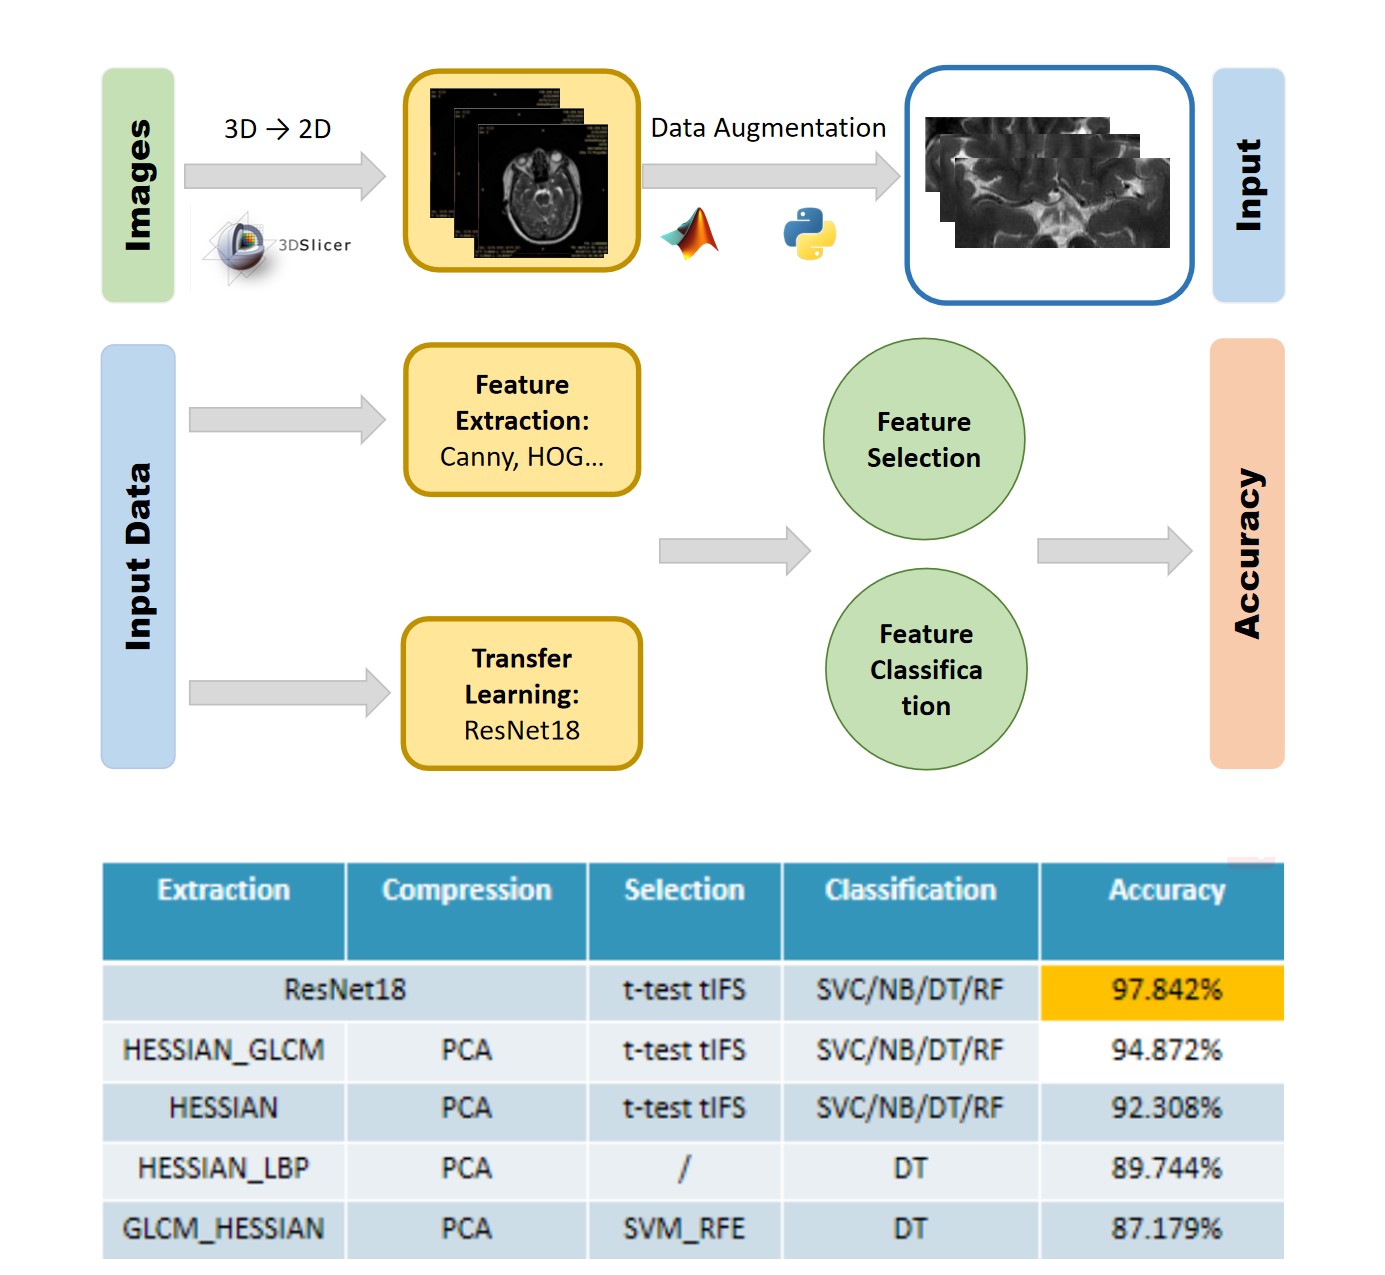 Images
3D → 2D
3DSlicer
Data Augmentation
Input
Input Data
Feature
Extraction:
Canny, HOG...
Transfer
Learning:
ResNet18
Feature
Selection
Feature
Classifica
tion
Accuracy
Extraction Compression Selection Classification Accuracy
ResNet18 t-test tIFS SVC/NB/DT/RF 97.842%
HESSIAN_GLCM PCA t-test tIFS SVC/NB/DT/RF 94.872%
HESSIAN PCA t-test tIFS SVC/NB/DT/RF 92.308%
HESSIAN_LBP PCA / DT 89.744%
GLCM_HESSIAN PCA SVM_RFE DT 87.179%